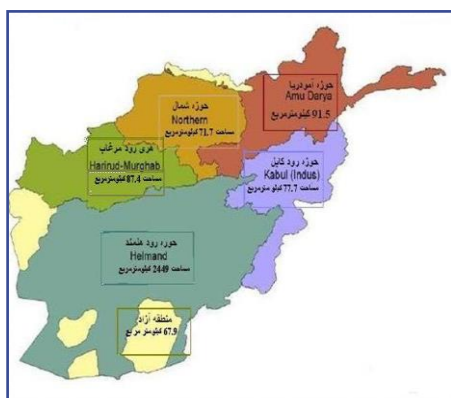 حوزه آمودریا
Amu Darya
91.5 کیلومترمربع
حوزه شمال
Northern
مساحت 71.7 کیلومترمربع
هری رود مرغاب
Harirud-Murghab
مساحت 87.4 کیلومترمربع
حوزه رود کابل
Kabul (Indus)
مساحت 77.7 کیلو مترمربع
حوزه رود هلمند
Helmand
مساحت 2449 کیلومترمربع
منطقه آزاد
67.9 کیلومتر مربع